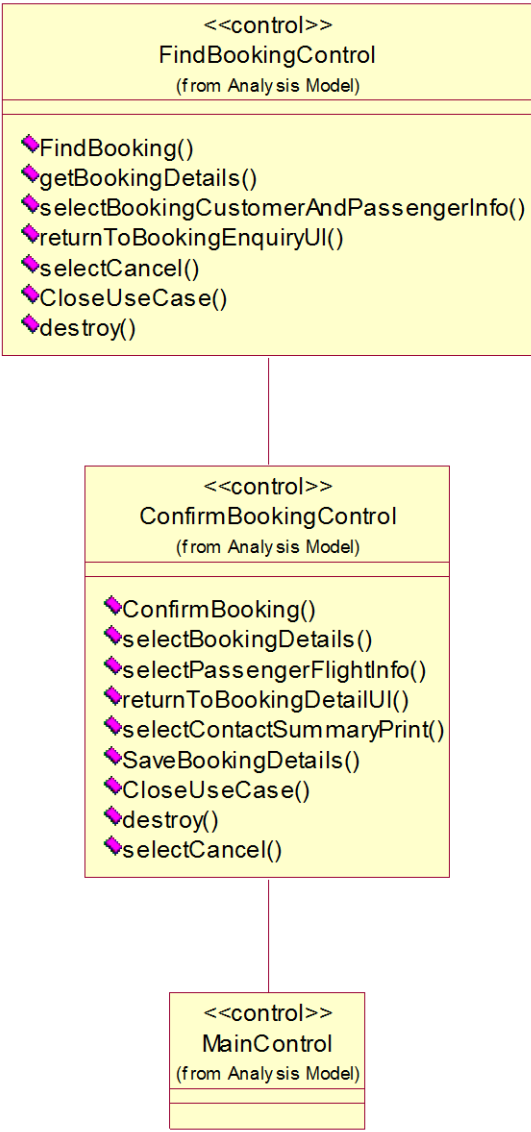 <<control>>
FindBookingControl
(from Analysis Model)
FindBooking()
getBookingDetails()
selectBookingCustomerAndPassengerInfo()
returnToBookingEnquiryUI()
selectCancel()
CloseUseCase()
destroy()
<<control>>
ConfirmBookingControl
(from Analysis Model)
ConfirmBooking()
selectBookingDetails()
selectPassengerFlightInfo()
returnToBookingDetailUI()
selectContactSummaryPrint()
SaveBookingDetails()
CloseUseCase()
destroy()
selectCancel()
<<control>>
MainControl
(from Analysis Model)